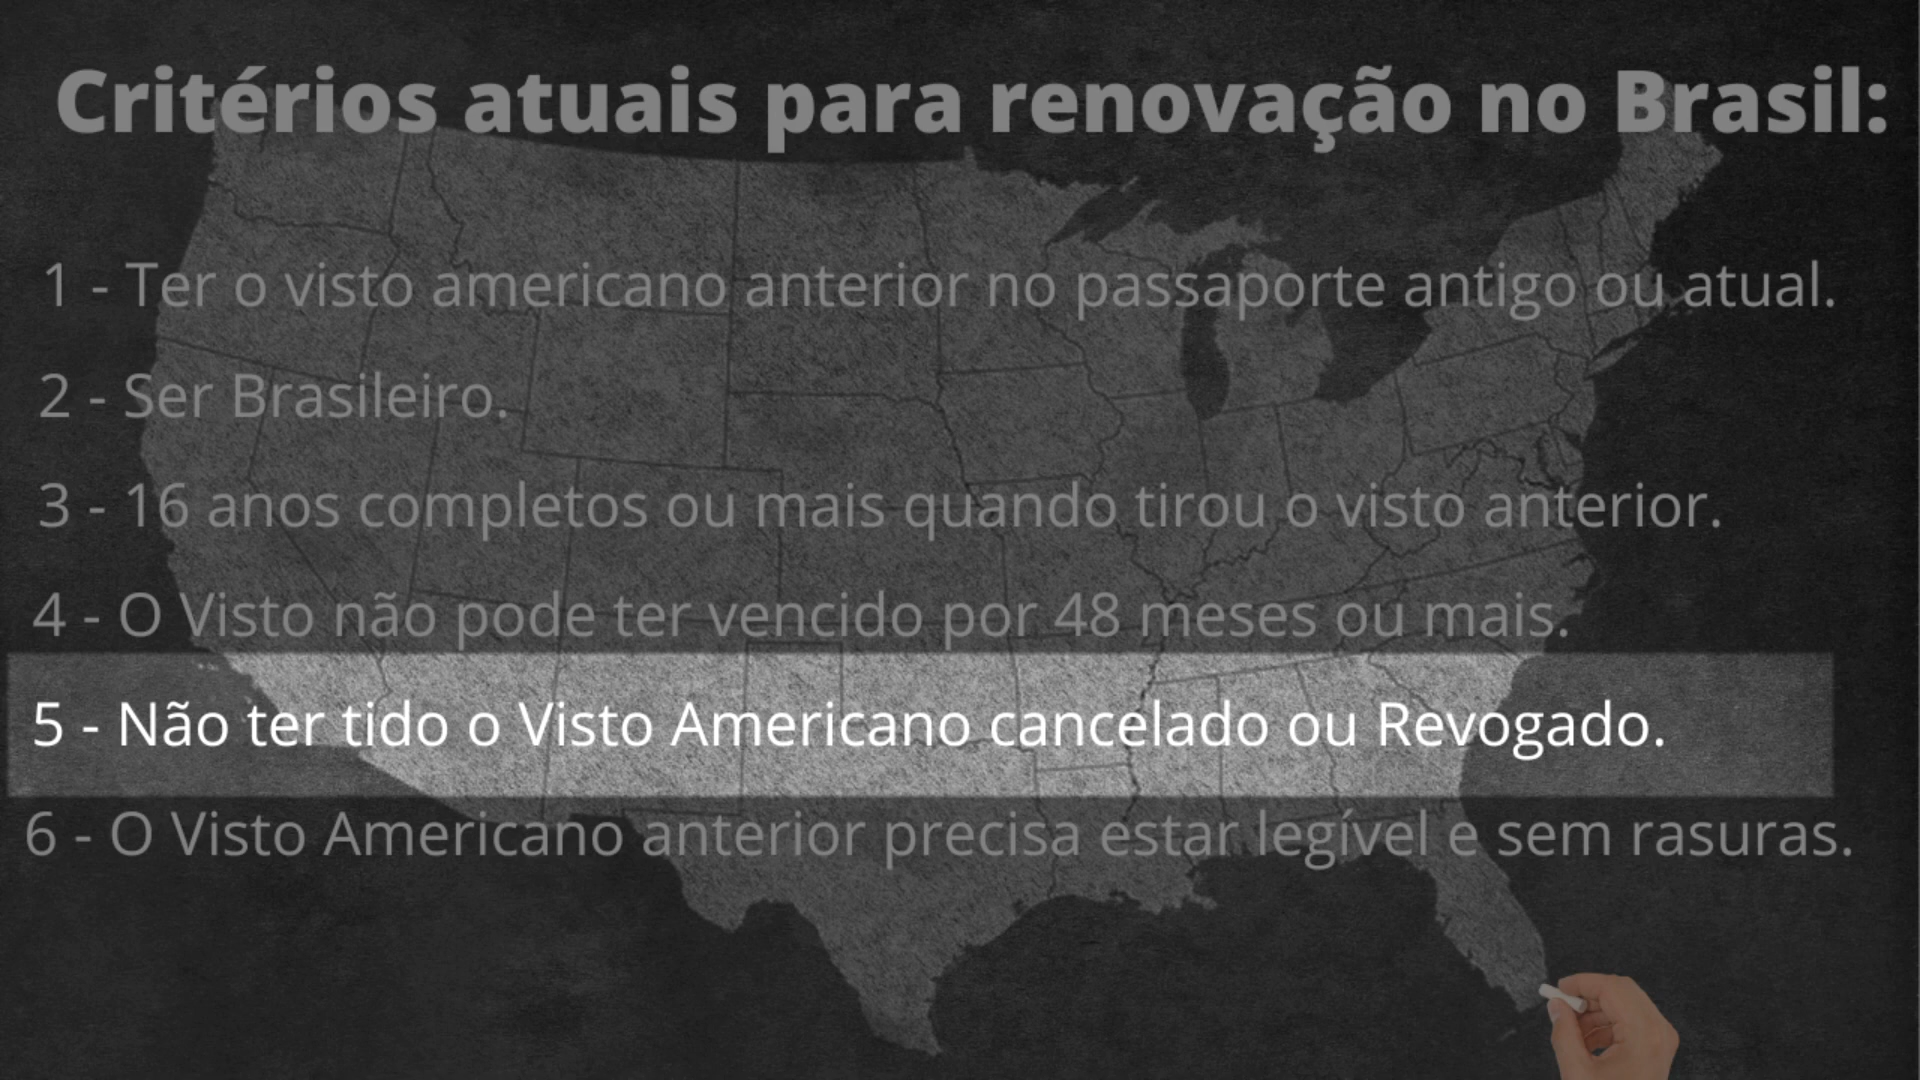 Critérios atuais para renovação no Brasil:
1 - Ter o visto americano anterior no passaporte antigo ou atual.
2 - Ser Brasileiro.
3 - 16 anos completos ou mais quando tirou o visto anterior.
4 - O Visto não pode ter vencido por 48 meses ou mais.
5 - Não ter tido o Visto Americano cancelado ou Revogado.
6 - O Visto Americano anterior precisa estar legível e sem rasuras.